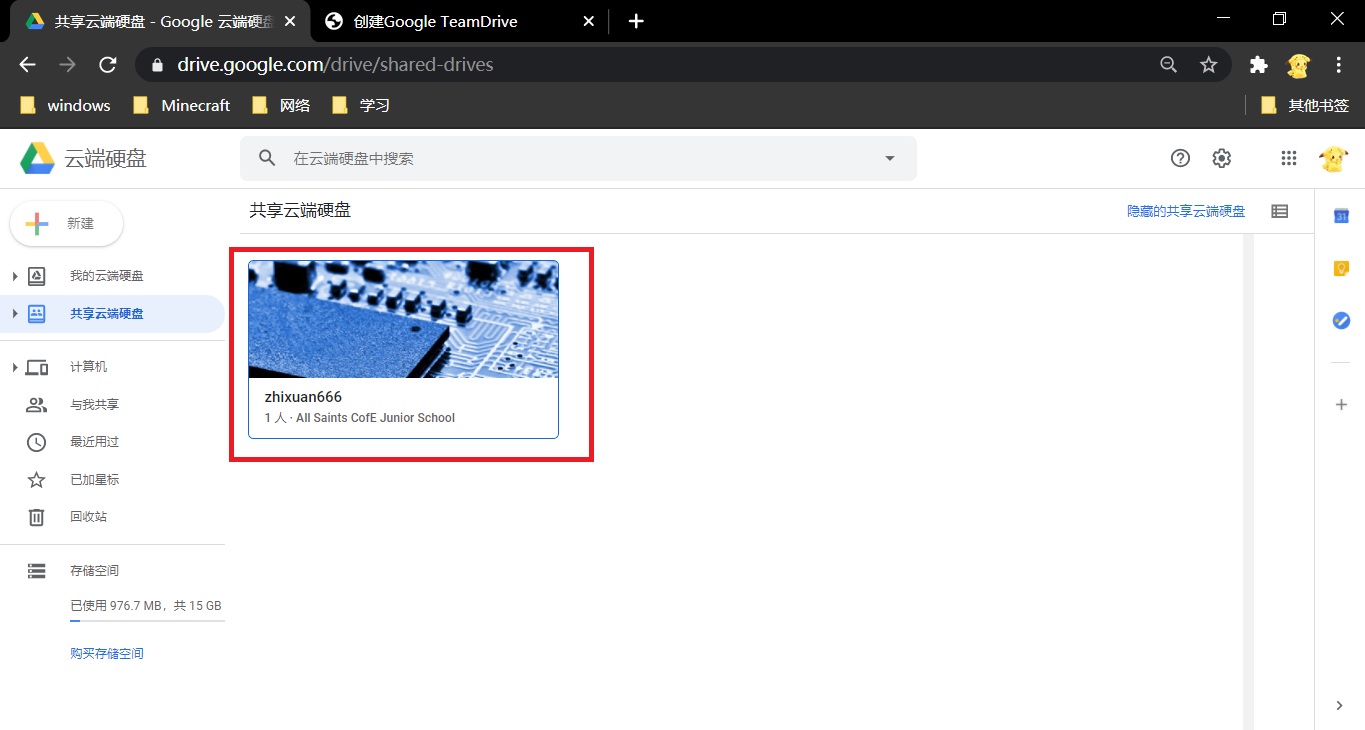 共享云端硬盘 - Google 云端硬盘
创建Google TeamDrive
drive.google.com/drive/shared-drives
windows
Minecraft
网络
学习
其他书签
云端硬盘
在云端硬盘中搜索
新建
共享云端硬盘
隐藏的共享云端硬盘
31
我的云端硬盘
共享云端硬盘
计算机
与我共享
最近用过
已加星标
回收站
存储空间
已使用 976.7 MB，共 15 GB
购买存储空间
zhixuan666
1 人 · All Saints CofE Junior School